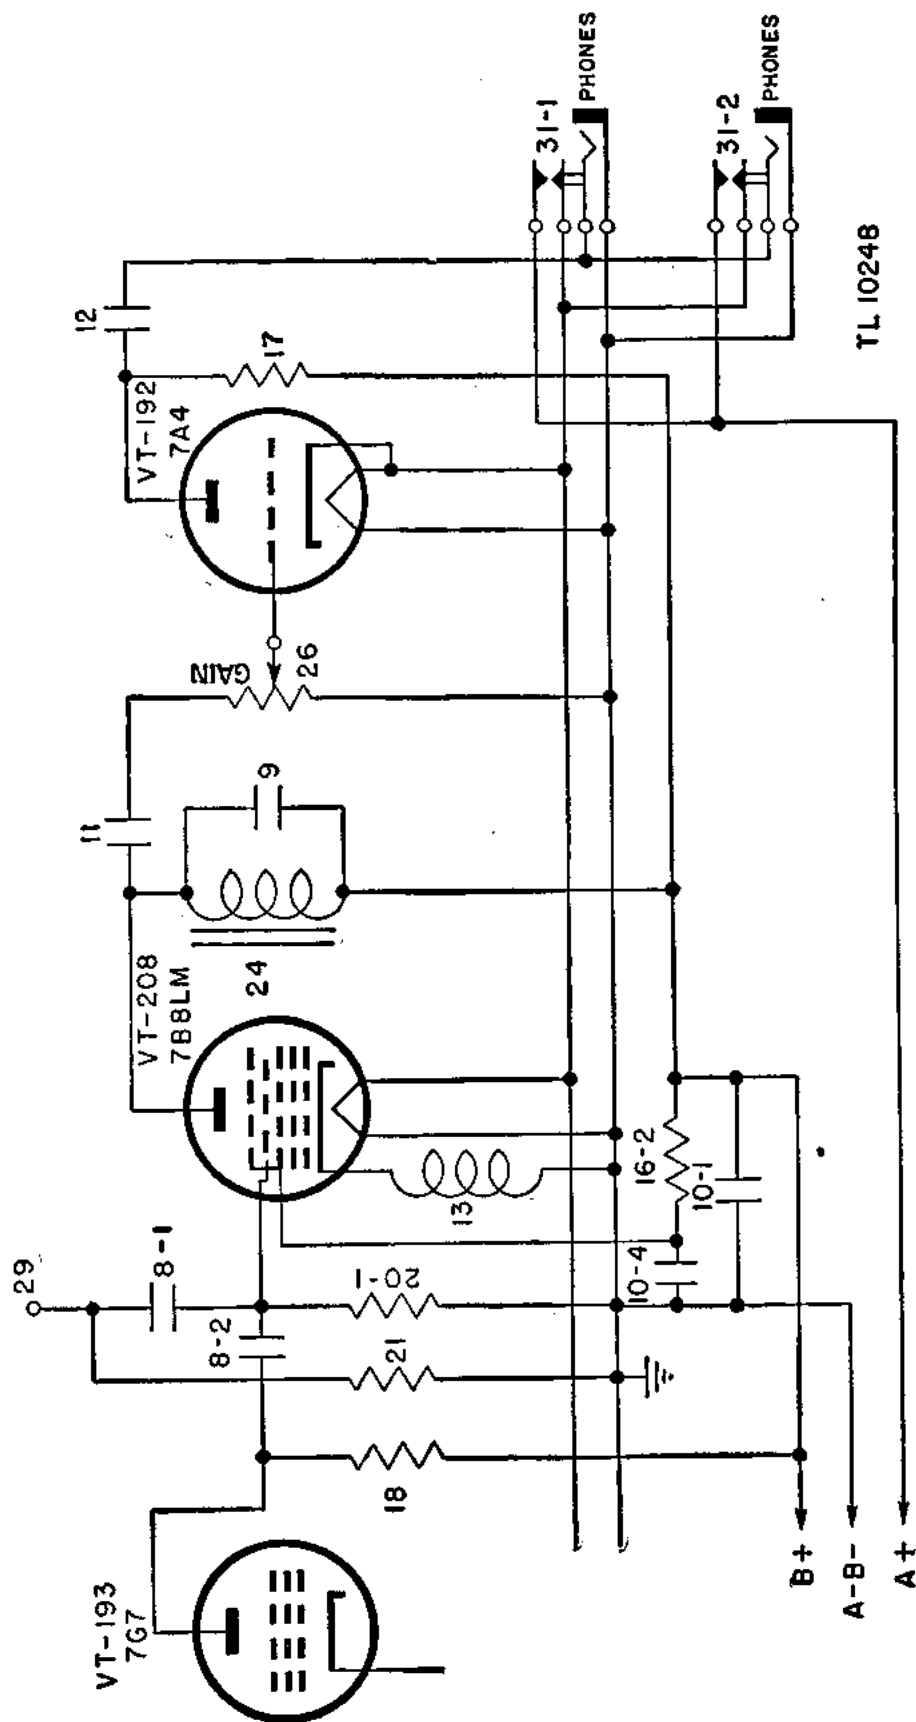 VT-193
7G7
18
21
8-2
29
8-1
20-1
10-4
13
16-2
10-1
VT-208
7B8LM
24
9
11
GAIN
26
VT-192
7A4
12
17
31-1
PHONES
31-2
PHONES
B+
A-B-
A+
TL 10248